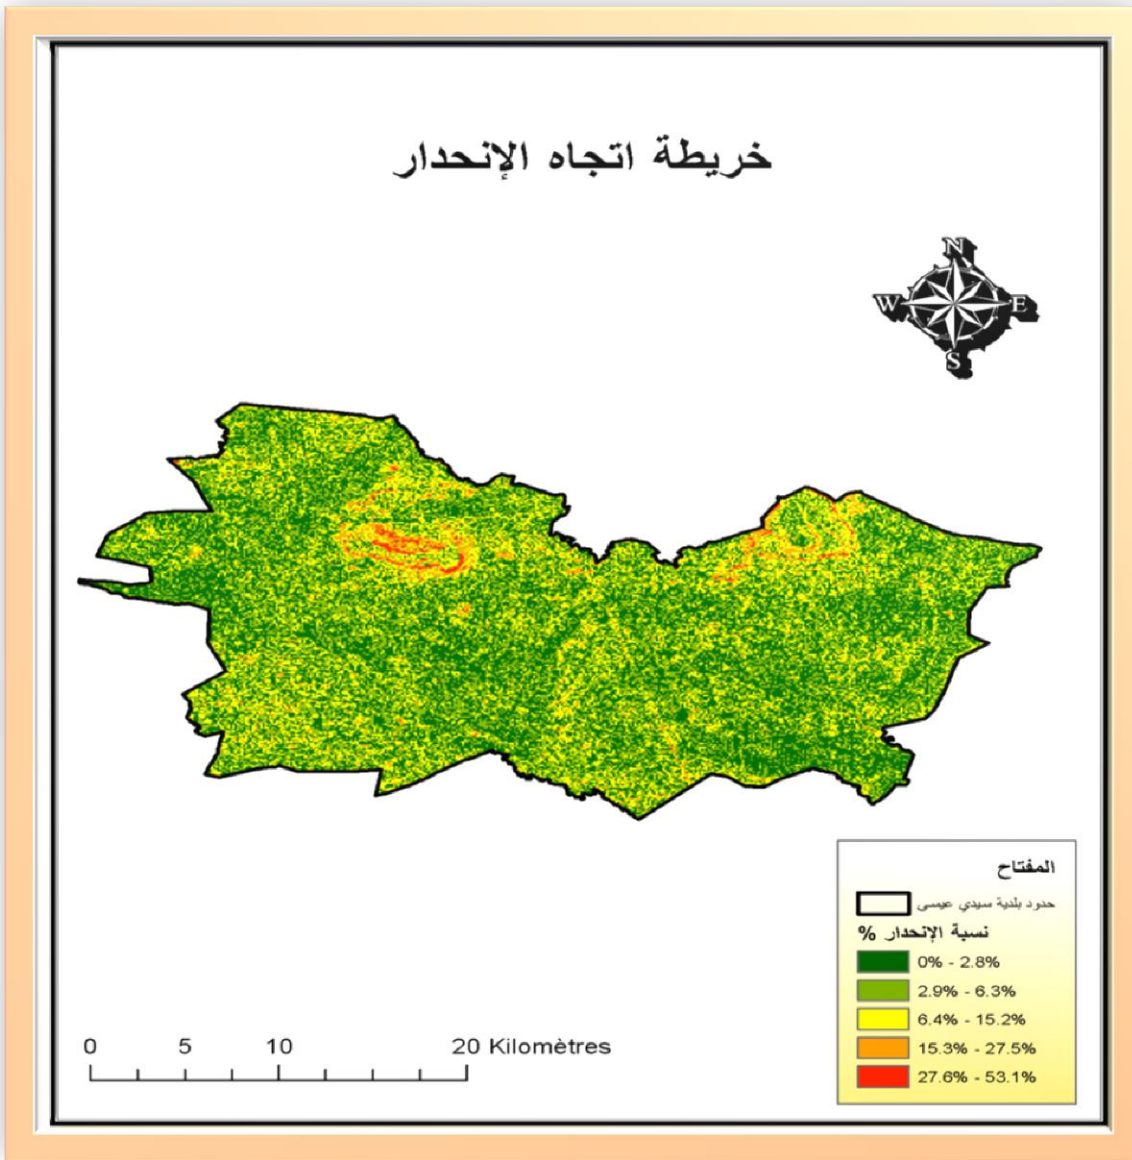 خريطة اتجاه الإنحدار
N
W E
S
المفتاح
حدود بلدية سيدي عيسى
نسبة الإنحدار %
0% - 2.8%
2.9% - 6.3%
6.4% - 15.2%
15.3% - 27.5%
27.6% - 53.1%
0 5 10 20 Kilomètres